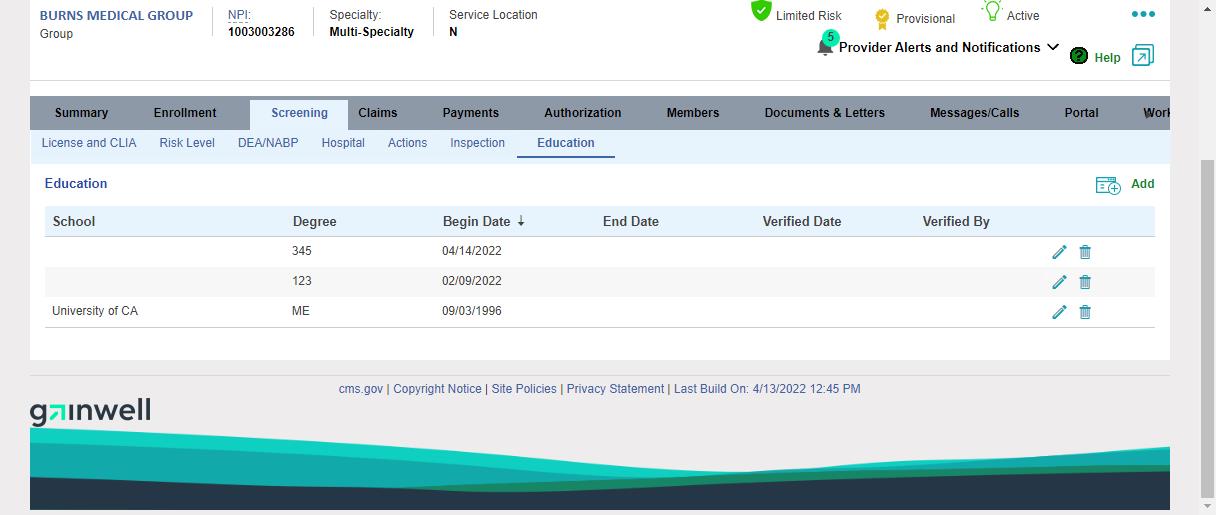 BURNS MEDICAL GROUP
Group
NPI:
1003003286
Specialty:
Multi-Specialty
Service Location
N
Limited Risk
Provisional
Active
5
Provider Alerts and Notifications
? Help
Summary Enrollment Screening Claims Payments Authorization Members Documents & Letters Messages/Calls Portal
License and CLIA Risk Level DEA/NABP Hospital Actions Inspection Education
Education
Add
School Degree Begin Date ↓ End Date Verified Date Verified By
345 04/14/2022
123 02/09/2022
University of CA ME 09/03/1996
cms.gov | Copyright Notice | Site Policies | Privacy Statement | Last Build On: 4/13/2022 12:45 PM
gainwell